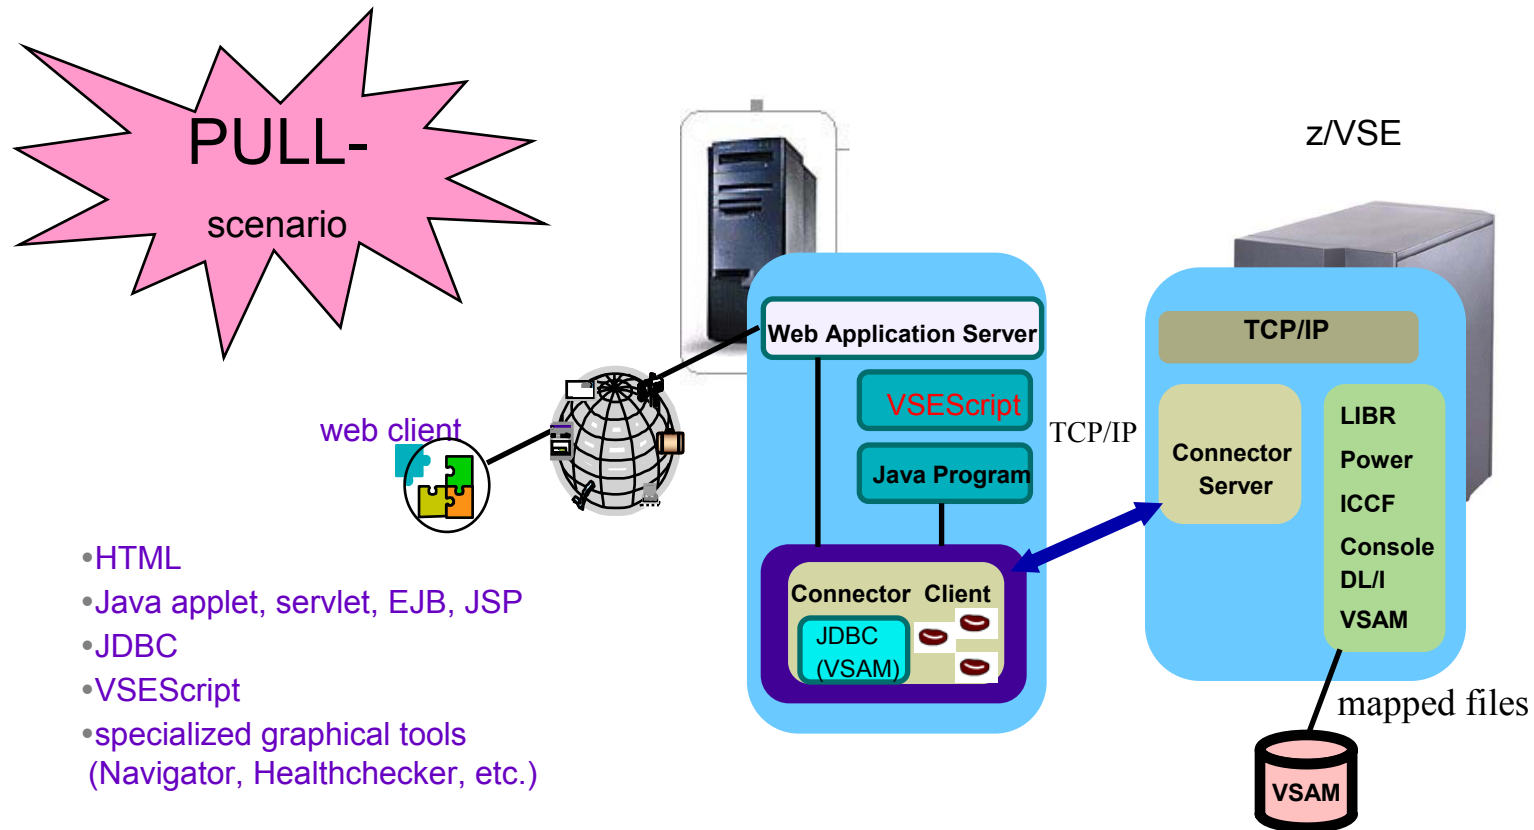 PULL-
scenario
z/VSE
Web Application Server
VSEScript
Java Program
Connector Client
JDBC
(VSAM)
TCP/IP
TCP/IP
Connector
Server
LIBR
Power
ICCF
Console
DL/I
VSAM
mapped files
VSAM
web client
•HTML
•Java applet, servlet, EJB, JSP
•JDBC
•VSEScript
•specialized graphical tools
(Navigator, Healthchecker, etc.)